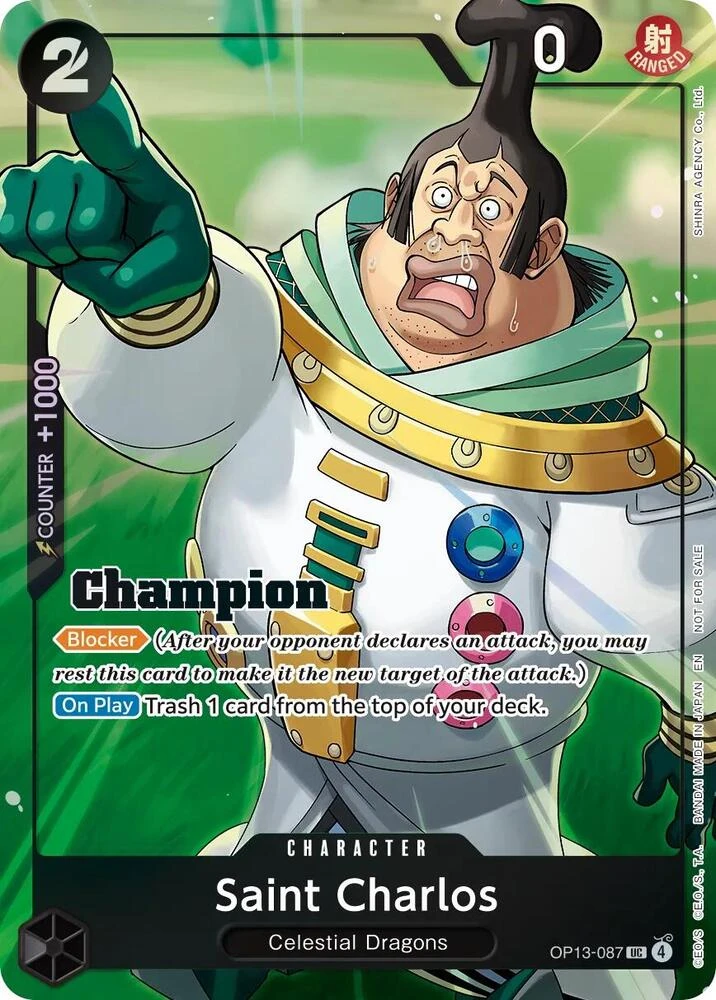 2
0
射
RANGED
SHINRA AGENCY Co., Ltd.
COUNTER +1000
Champion
Blocker (After your opponent declares an attack, you may
rest this card to make it the new target of the attack.)
On Play Trash 1 card from the top of your deck.
NOT FOR SALE
BANDAI MADE IN JAPAN EN
©EO/S ©E.O./S., T.A.
CHARACTER
Saint Charlos
Celestial Dragons
OP13-087 UC 4